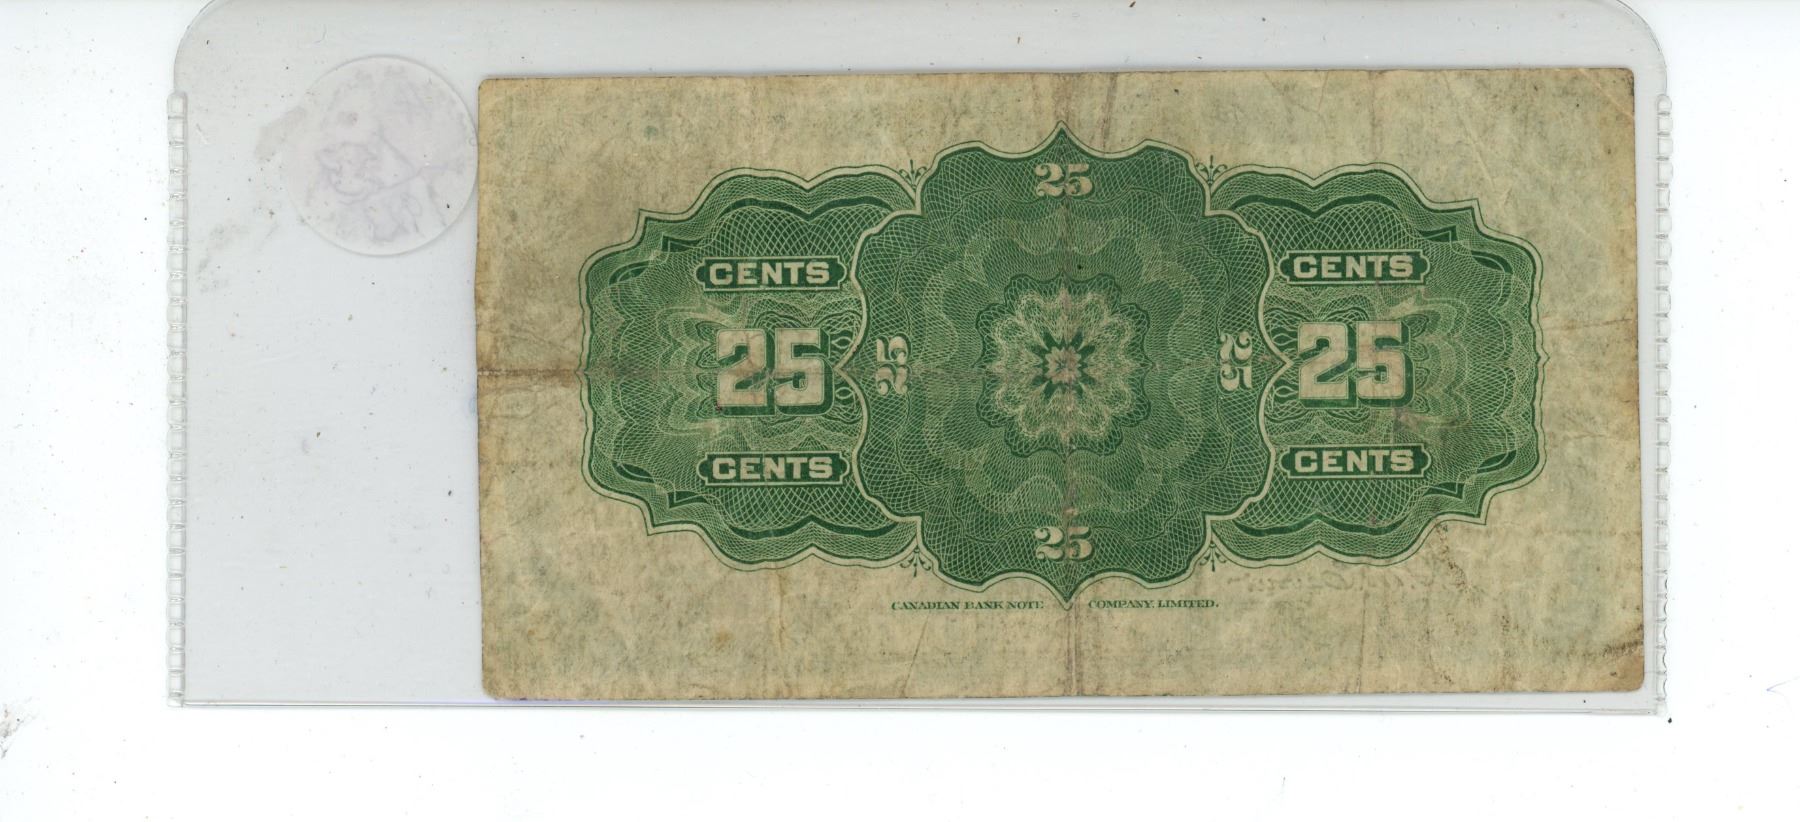 25
CENTS CENTS
25 25 25 25
CENTS CENTS
25
CANADIAN BANK NOTE COMPANY, LIMITED.